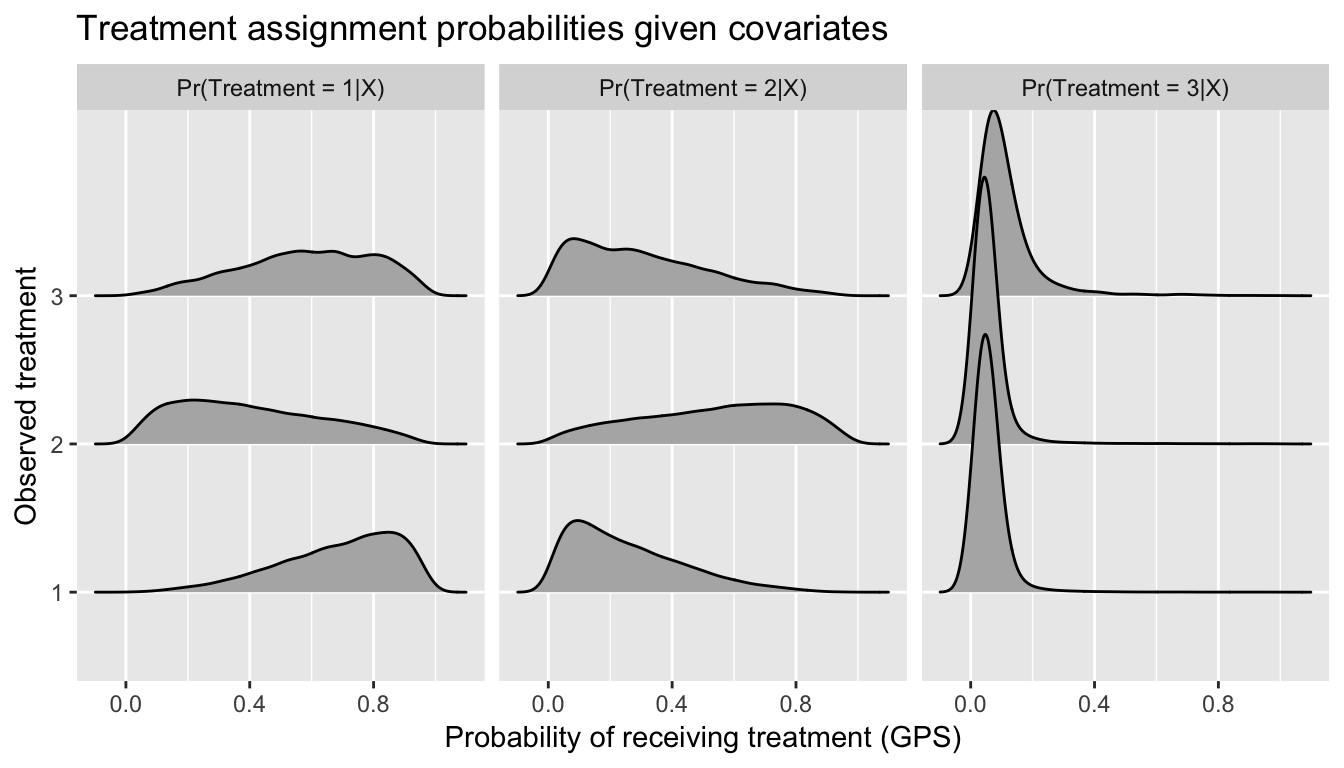 Treatment assignment probabilities given covariates
Pr(Treatment = 1|X) Pr(Treatment = 2|X) Pr(Treatment = 3|X)
Observed treatment
3
2
1
0.0 0.4 0.8 0.0 0.4 0.8 0.0 0.4 0.8
Probability of receiving treatment (GPS)